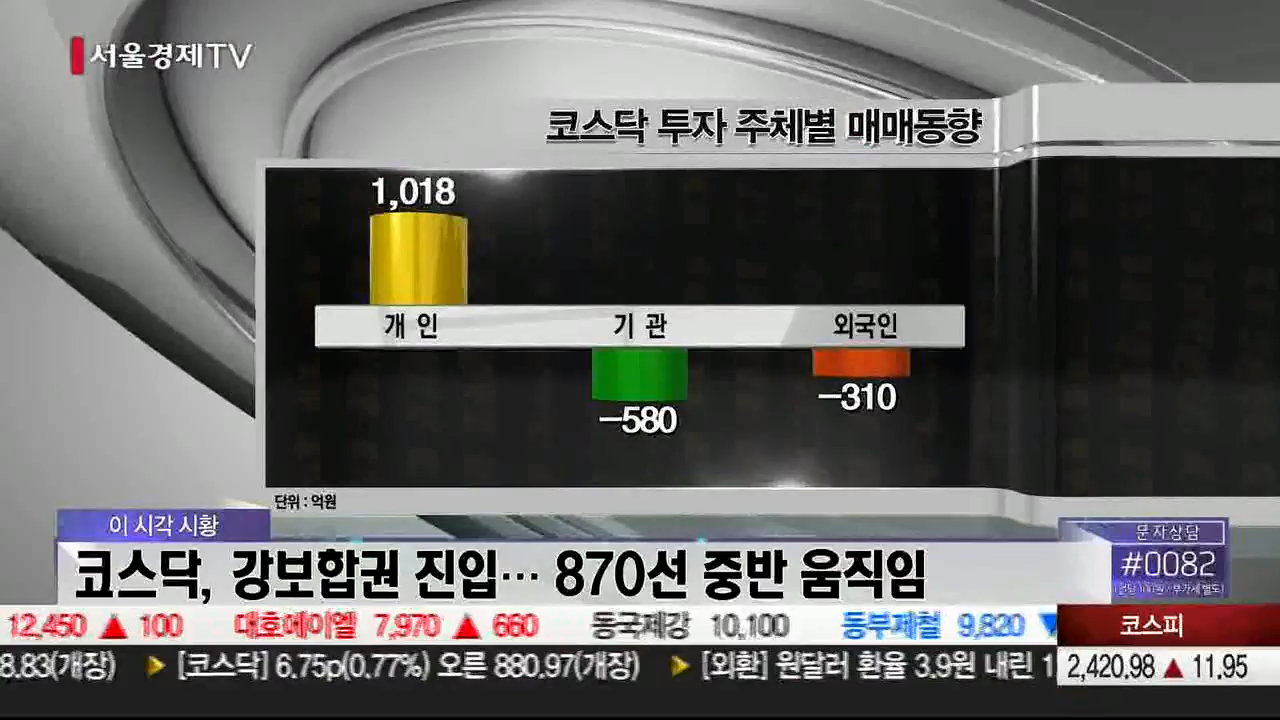 서울경제TV
코스닥 투자 주체별 매매동향
1,018
개 인
기 관
외국인
-580
-310
단위 : 억원
이 시각 시황
코스닥, 강보합권 진입… 870선 중반 움직임
문자상담
#0082
12,450 ▲ 100 대호에이엘 7,970 ▲ 660 동국제강 10,100 동부제철 9,820 ▼
코스피
8.83(개장) ▶ [코스닥] 6.75p(0.77%) 오른 880.97(개장) ▶ [외환] 원달러 환율 3.9원 내린 1
2,420.98 ▲ 11.95